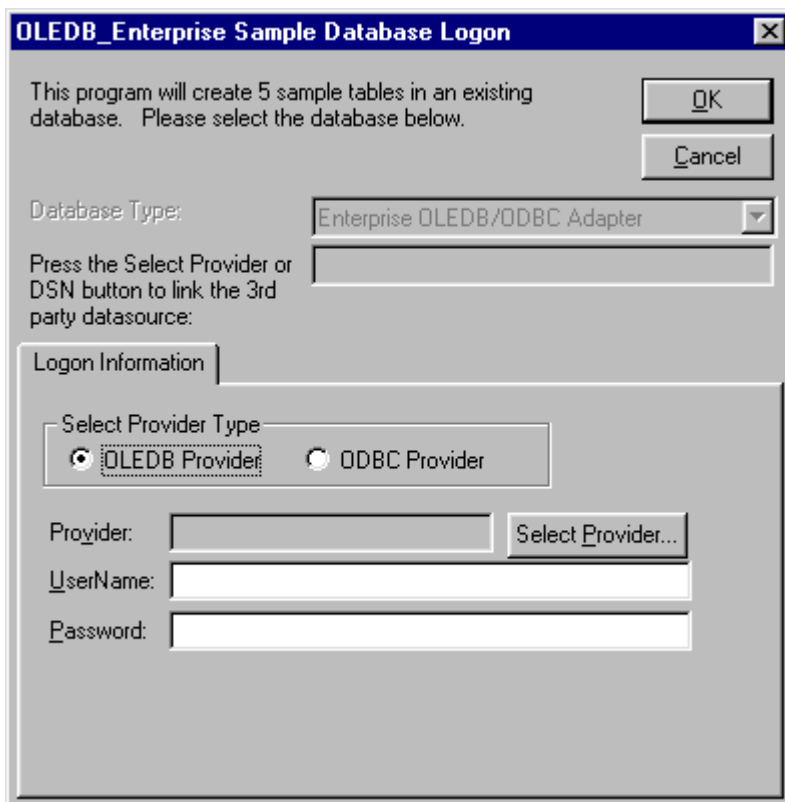 OLEDB_Enterprise Sample Database Logon
This program will create 5 sample tables in an existing
database.   Please select the database below.
OK
Cancel
Database Type:
Enterprise OLEDB/ODBC Adapter
Press the Select Provider or
DSN button to link the 3rd
party datasource:
Logon Information
Select Provider Type
OLEDB Provider
ODBC Provider
Provider:
Select Provider...
UserName:
Password: